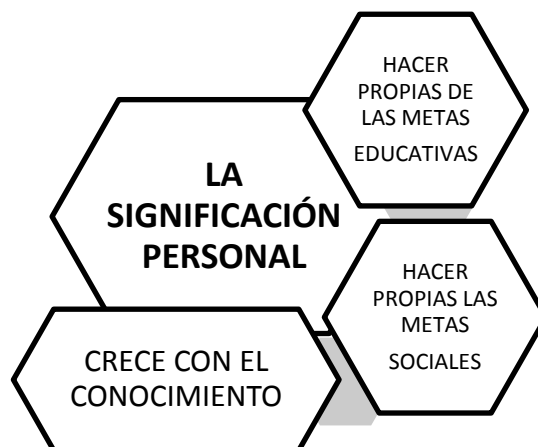 HACER
PROPIAS DE
LAS METAS
EDUCATIVAS
LA
SIGNIFICACIÓN
PERSONAL
HACER
PROPIAS LAS
METAS
SOCIALES
CRECE CON EL
CONOCIMIENTO